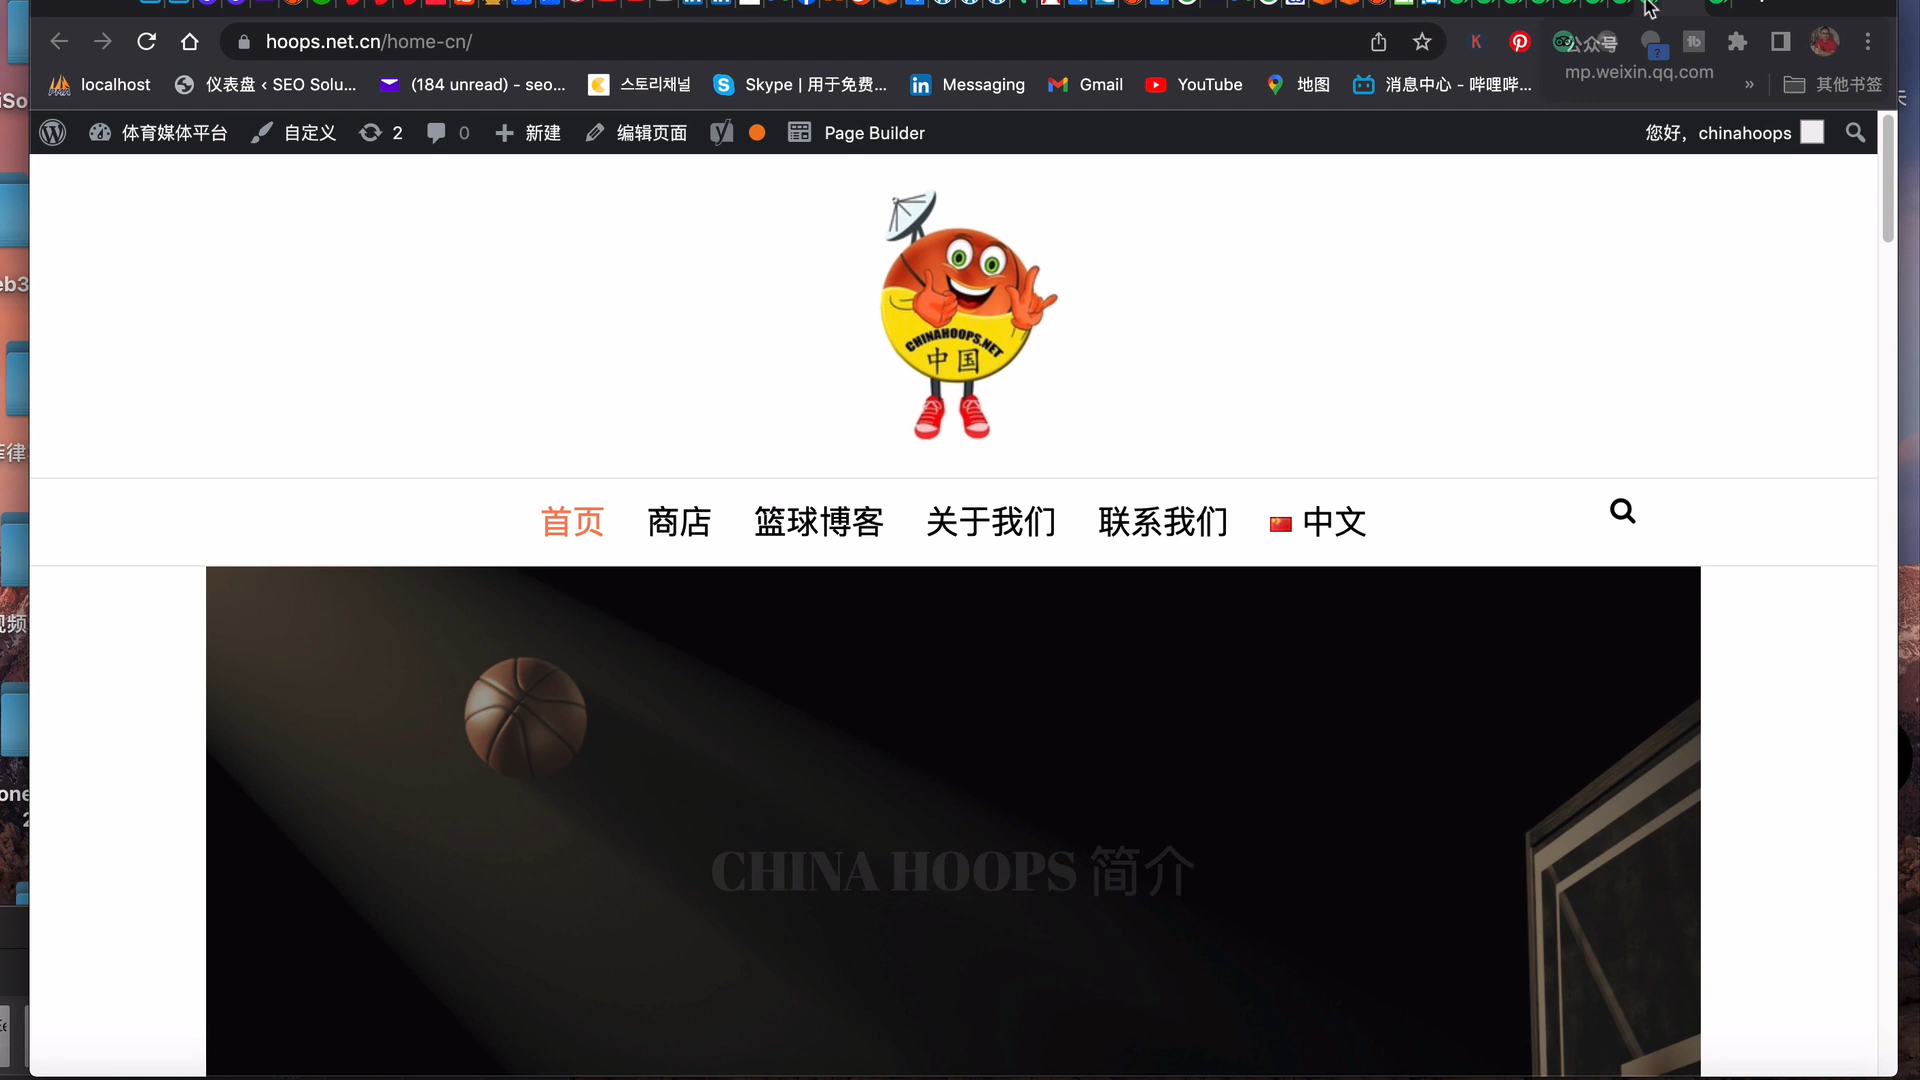 hoops.net.cn/home-cn/
公众号
mp.weixin.qq.com
localhost
仪表盘 ‹ SEO Solu...
(184 unread) - seo...
스토리채널
Skype | 用于免费...
Messaging
Gmail
YouTube
地图
消息中心 - 哔哩哔...
»
其他书签
体育媒体平台
自定义
2
0
新建
编辑页面
Page Builder
您好，chinahoops
CHINAHOOPS.NET
中国
首页
商店
篮球博客
关于我们
联系我们
中文
CHINA HOOPS 简介